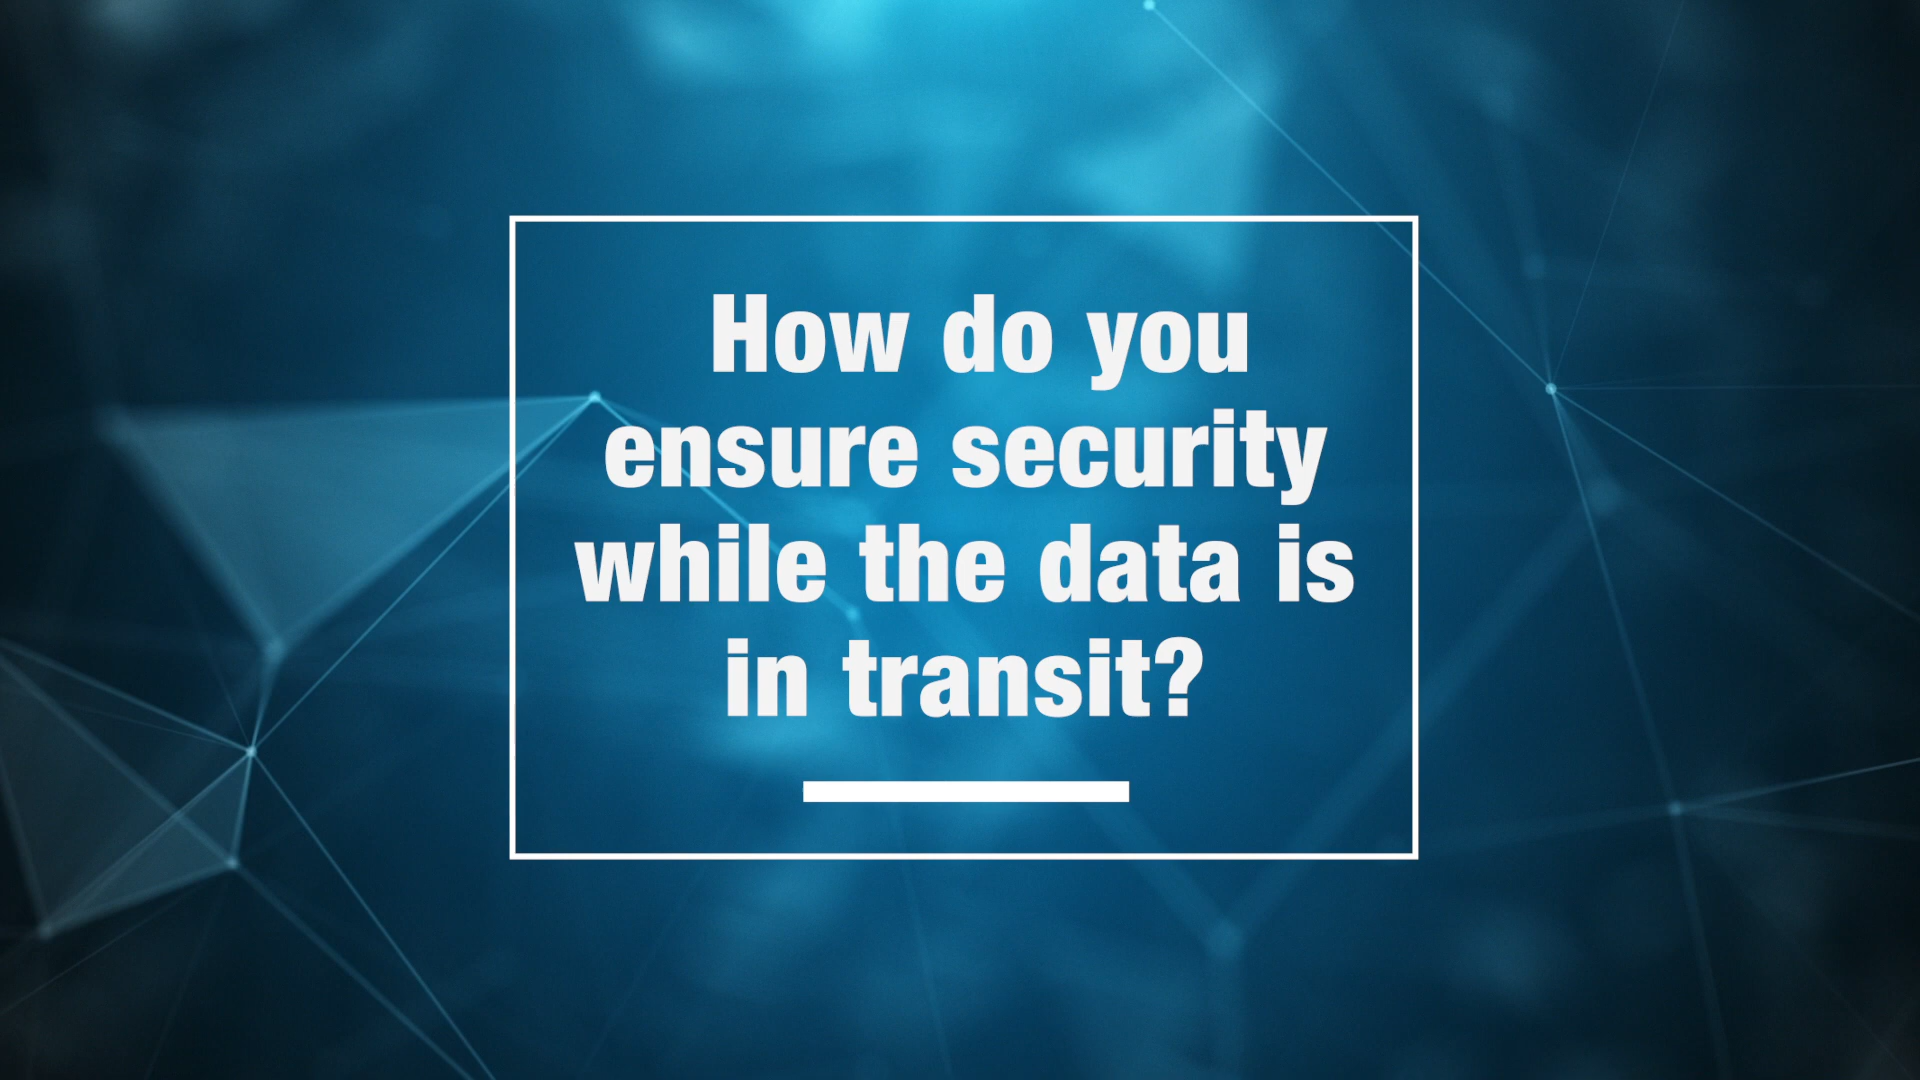 How do you
ensure security
while the data is
in transit?